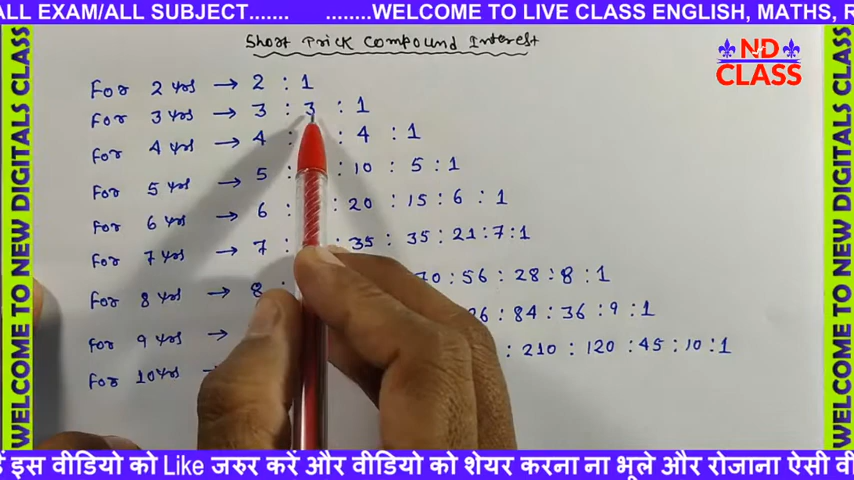 ALL EXAM/ALL SUBJECT....... ........WELCOME TO LIVE CLASS ENGLISH, MATHS, R
Short Trick Compound Interest
ND
CLASS
For 2 yrs → 2 : 1
For 3 yrs → 3 : 3 : 1
For 4 yrs → 4 : : 4 : 1
For 5 yrs → 5 : : 10 : 5 : 1
For 6 yrs → 6 : : 20 : 15 : 6 : 1
For 7 yrs → 7 : : 35 : 35 : 21 : 7 : 1
For 8 yrs → 8 : 70 : 56 : 28 : 8 : 1
For 9 yrs → : 84 : 36 : 9 : 1
For 10 yrs → : 210 : 120 : 45 : 10 : 1
WELCOME TO NEW DIGITALS CLASS
WELCOME TO NEW DIGITALS CLASS
इस वीडियो को Like जरुर करें और वीडियो को शेयर करना ना भूले और रोजाना ऐसी वी